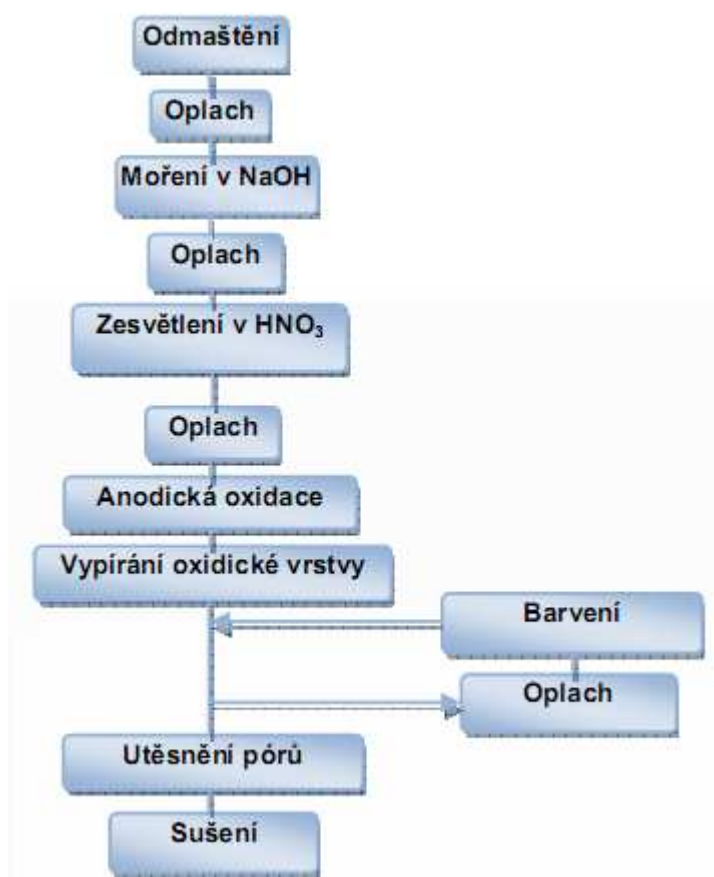 Odmaštění
Oplach
Moření v NaOH
Oplach
Zesvětlení v HNO₃
Oplach
Anodická oxidace
Vypírání oxidické vrstvy
Barvení
Oplach
Utěsnění pórů
Sušení